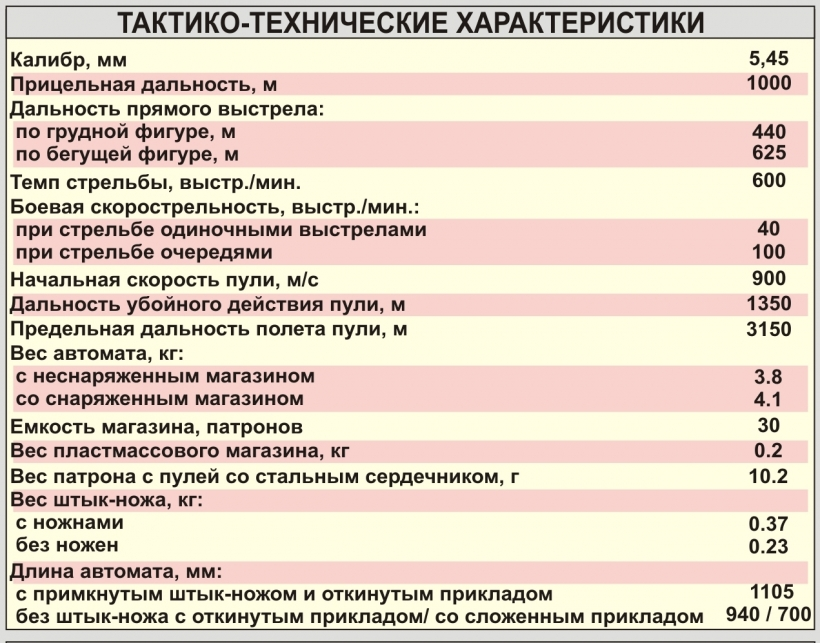 ТАКТИКО-ТЕХНИЧЕСКИЕ ХАРАКТЕРИСТИКИ
Калибр, мм 5,45
Прицельная дальность, м 1000
Дальность прямого выстрела:
по грудной фигуре, м 440
по бегущей фигуре, м 625
Темп стрельбы, выстр./мин. 600
Боевая скорострельность, выстр./мин.:
при стрельбе одиночными выстрелами 40
при стрельбе очередями 100
Начальная скорость пули, м/с 900
Дальность убойного действия пули, м 1350
Предельная дальность полета пули, м 3150
Вес автомата, кг:
с неснаряженным магазином 3.8
со снаряженным магазином 4.1
Емкость магазина, патронов 30
Вес пластмассового магазина, кг 0.2
Вес патрона с пулей со стальным сердечником, г 10.2
Вес штык-ножа, кг:
с ножнами 0.37
без ножен 0.23
Длина автомата, мм:
с примкнутым штык-ножом и откинутым прикладом 1105
без штык-ножа с откинутым прикладом/ со сложенным прикладом 940 / 700